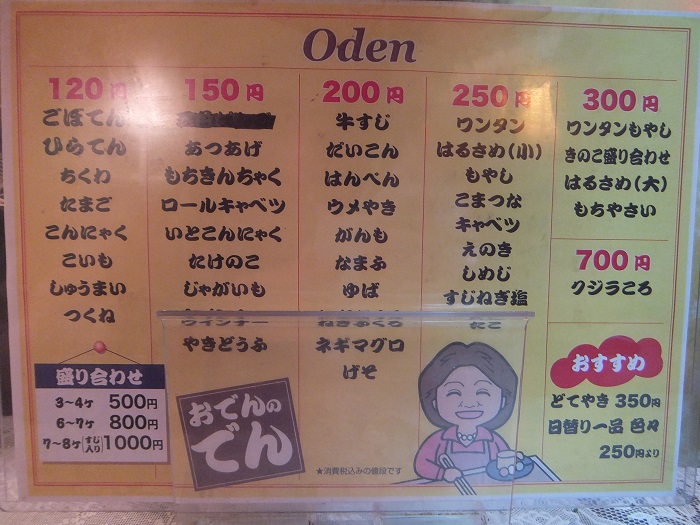 Oden
120円
ごぼてん
ひらてん
ちくわ
たまご
こんにゃく
こいも
しゅうまい
つくね
150円
あつあげ
もちきんちゃく
ロールキャベツ
いとこんにゃく
たけのこ
じゃがいも
ウインナー
やきどうふ
200円
牛すじ
だいこん
はんぺん
ウメやき
がんも
なまふ
ゆば
ネギマグロ
げそ
250円
ワンタン
はるさめ(小)
もやし
こまつな
キャベツ
えのき
しめじ
すじねぎ塩
たこ
300円
ワンタンもやし
きのこ盛り合わせ
はるさめ(大)
もちやさい
700円
クジラころ
おすすめ
どてやき 350円
日替り一品 色々
250円より
盛り合わせ
3〜4ヶ 500円
6〜7ヶ 800円
7〜8ヶ(すじ入り)1000円
おでんの
でん
★消費税込みの値段です